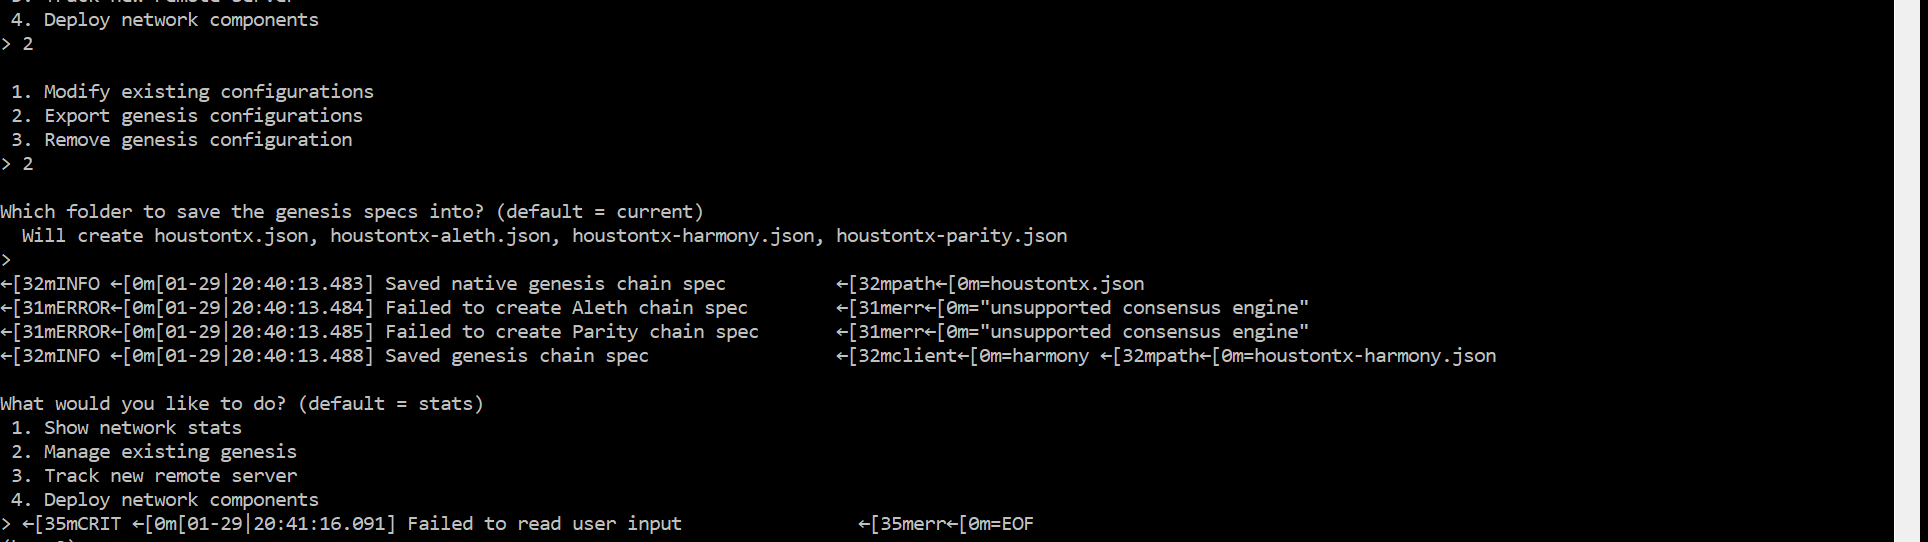 4. Deploy network components
> 2
1. Modify existing configurations
2. Export genesis configurations
3. Remove genesis configuration
> 2
Which folder to save the genesis specs into? (default = current)
Will create houstontx.json, houstontx-aleth.json, houstontx-harmony.json, houstontx-parity.json
>
←[32mINFO ←[0m[01-29|20:40:13.483] Saved native genesis chain spec ←[32mpath←[0m=houstontx.json
←[31mERROR←[0m[01-29|20:40:13.484] Failed to create Aleth chain spec ←[31merr←[0m="unsupported consensus engine"
←[31mERROR←[0m[01-29|20:40:13.485] Failed to create Parity chain spec ←[31merr←[0m="unsupported consensus engine"
←[32mINFO ←[0m[01-29|20:40:13.488] Saved genesis chain spec ←[32mclient←[0m=harmony ←[32mpath←[0m=houstontx-harmony.json
What would you like to do? (default = stats)
1. Show network stats
2. Manage existing genesis
3. Track new remote server
4. Deploy network components
> ←[35mCRIT ←[0m[01-29|20:41:16.091] Failed to read user input ←[35merr←[0m=EOF